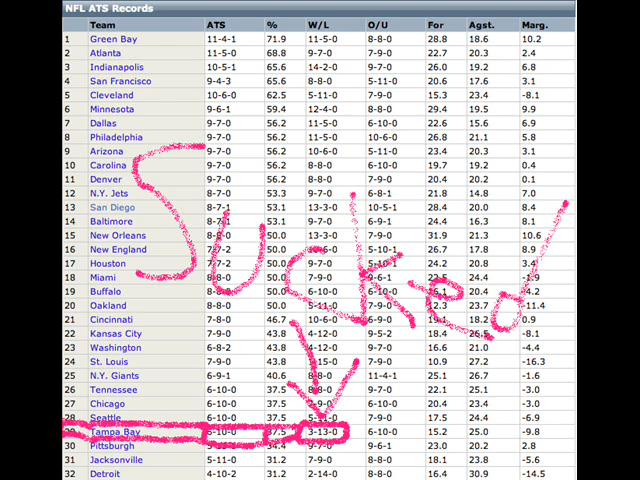 NFL ATS Records
Team ATS % W/L O/U For Agst. Marg.
1 Green Bay 11-4-1 71.9 11-5-0 8-8-0 28.8 18.6 10.2
2 Atlanta 11-5-0 68.8 9-7-0 9-7-0 22.7 20.3 2.4
3 Indianapolis 10-5-1 65.6 14-2-0 9-7-0 26.0 19.2 6.8
4 San Francisco 9-4-3 65.6 8-8-0 5-11-0 20.6 17.6 3.1
5 Cleveland 10-6-0 62.5 5-11-0 7-9-0 15.3 23.4 -8.1
6 Minnesota 9-6-1 59.4 12-4-0 8-8-0 29.4 19.5 9.9
7 Dallas 9-7-0 56.2 11-5-0 6-10-0 22.6 15.6 6.9
8 Philadelphia 9-7-0 56.2 11-5-0 10-6-0 26.8 21.1 5.8
9 Arizona 9-7-0 56.2 10-6-0 5-11-0 23.4 20.3 3.1
10 Carolina 9-7-0 56.2 8-8-0 6-10-0 19.7 19.2 0.4
11 Denver 9-7-0 56.2 8-8-0 7-9-0 20.4 20.2 0.1
12 N.Y. Jets 8-7-0 53.3 9-7-0 6-8-1 21.8 14.8 7.0
13 San Diego 8-7-1 53.1 13-3-0 10-5-1 28.4 20.0 8.4
14 Baltimore 8-7-1 53.1 9-7-0 6-9-1 24.4 16.3 8.1
15 New Orleans 50.0 13-3-0 7-9-0 31.9 21.3 10.6
16 New England 50.0 5-10-1 26.7 17.8 8.9
17 Houston 50.0 24.2 20.8 3.4
18 Miami 8-8-0 50.0 7-9-0 22.5 24.4
19 Buffalo 50.0 6-10-0 6-10-0 16.1 20.4 -4.2
20 Oakland 8-8-0 50.0 5-11-0 7-9-0 12.3 23.7 -11.4
21 Cincinnati 7-8-0 46.7 10-6-0 18.2 0.9
22 Kansas City 7-9-0 43.8 4-12-0 9-5-2 18.4 26.5 -8.1
23 Washington 6-8-2 43.8 4-12-0 9-7-0 16.6 21.0 -4.4
24 St. Louis 7-9-0 43.8 7-9-0 10.9 27.2 -16.3
25 N.Y. Giants 6-9-1 40.6 8-8-0 11-4-1 25.1 26.7 -1.6
26 Tennessee 6-10-0 37.5 8-8-0 9-7-0 22.1 25.1 -3.0
27 Chicago 6-10-0 37.5 6-10-0 20.4 23.4 -3.0
28 Seattle 6-10-0 37.5 5-11-0 7-9-0 17.5 24.4 -6.9
Tampa Bay 37.5 3-13-0 6-10-0 15.2 25.0 -9.8
30 Pittsburgh 34.4 9-7-0 9-6-1 23.0 20.2 2.8
31 Jacksonville 5-11-0 31.2 7-9-0 8-8-0 18.1 23.8 -5.6
32 Detroit 4-10-2 31.2 2-14-0 8-8-0 16.4 30.9 -14.5
Sucked